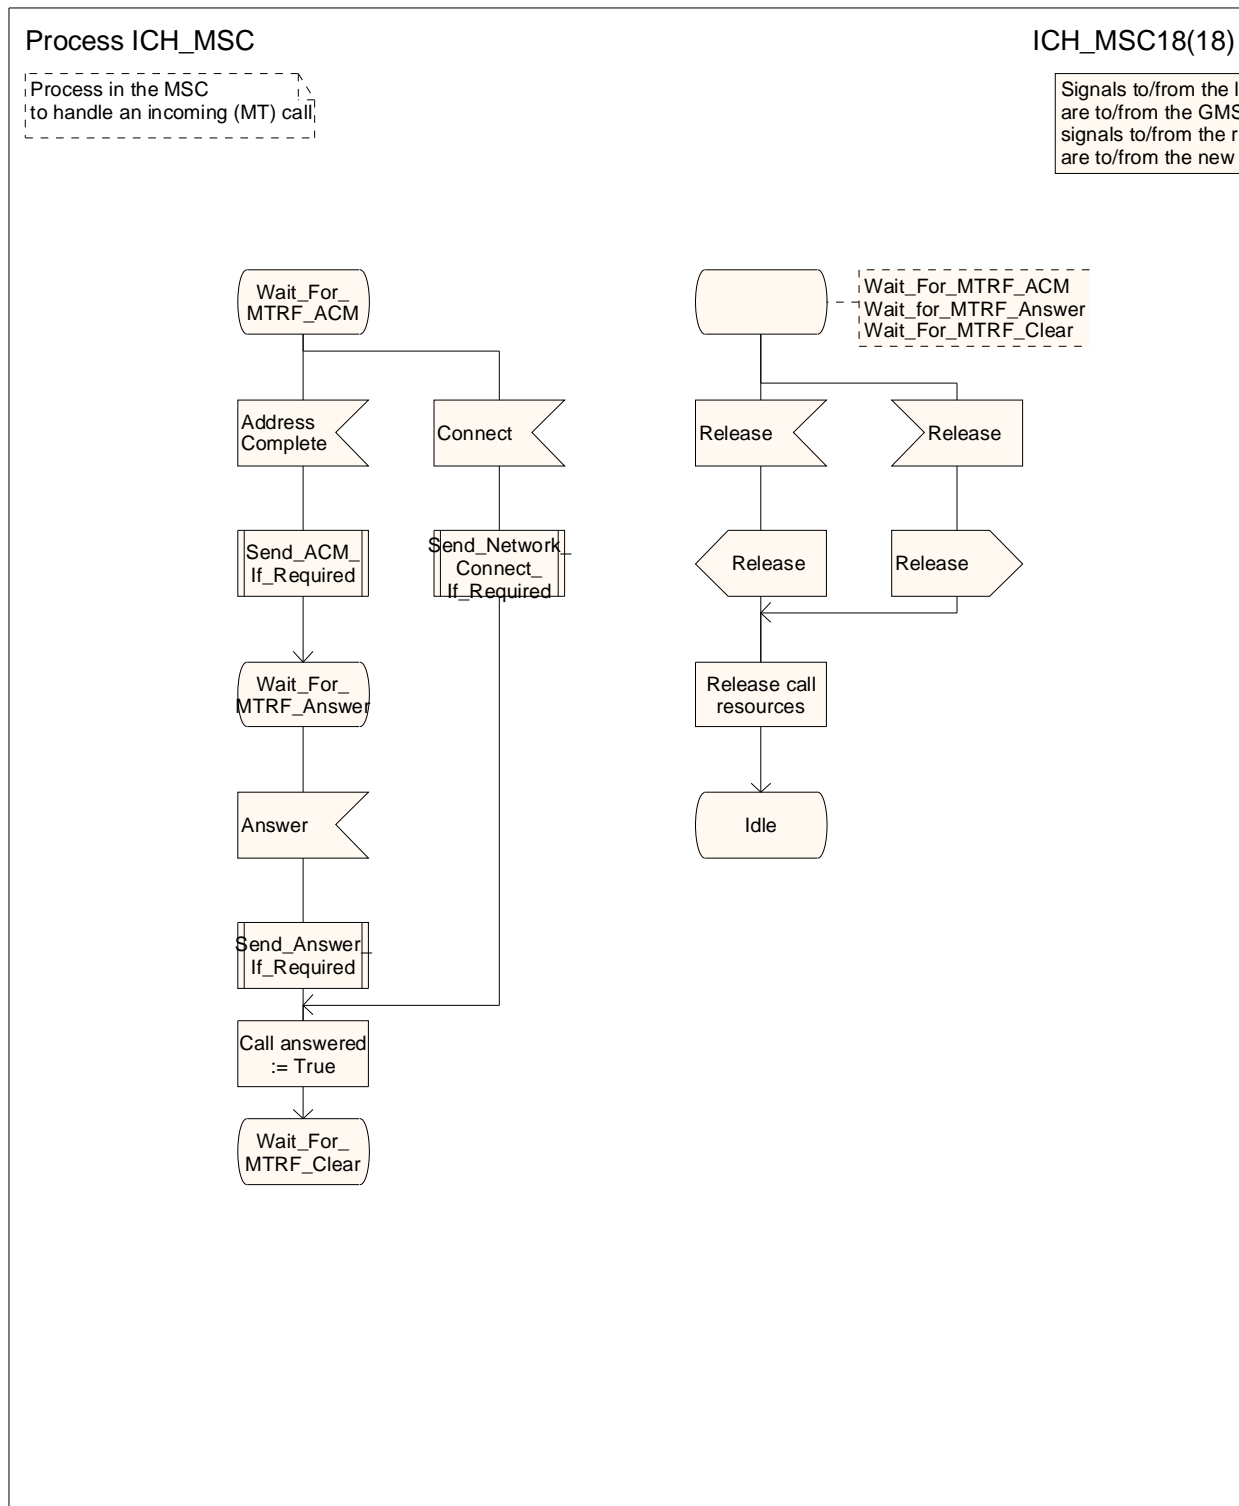 Process ICH_MSC
ICH_MSC18(18)
Process in the MSC
to handle an incoming (MT) call
Signals to/from the
are to/from the
signals to/from the
are to/from the new
Wait_For_
MTRF_ACM
Wait_For_MTRF_ACM
Wait_for_MTRF_Answer
Wait_For_MTRF_Clear
Address
Complete
Connect
Release
Release
Send_ACM_
If_Required
Send_Network_
Connect_
If_Required
Release
Release
Wait_For_
MTRF_Answer
Release call
resources
Answer
Idle
Send_Answer_
If_Required
Call answered
:= True
Wait_For_
MTRF_Clear